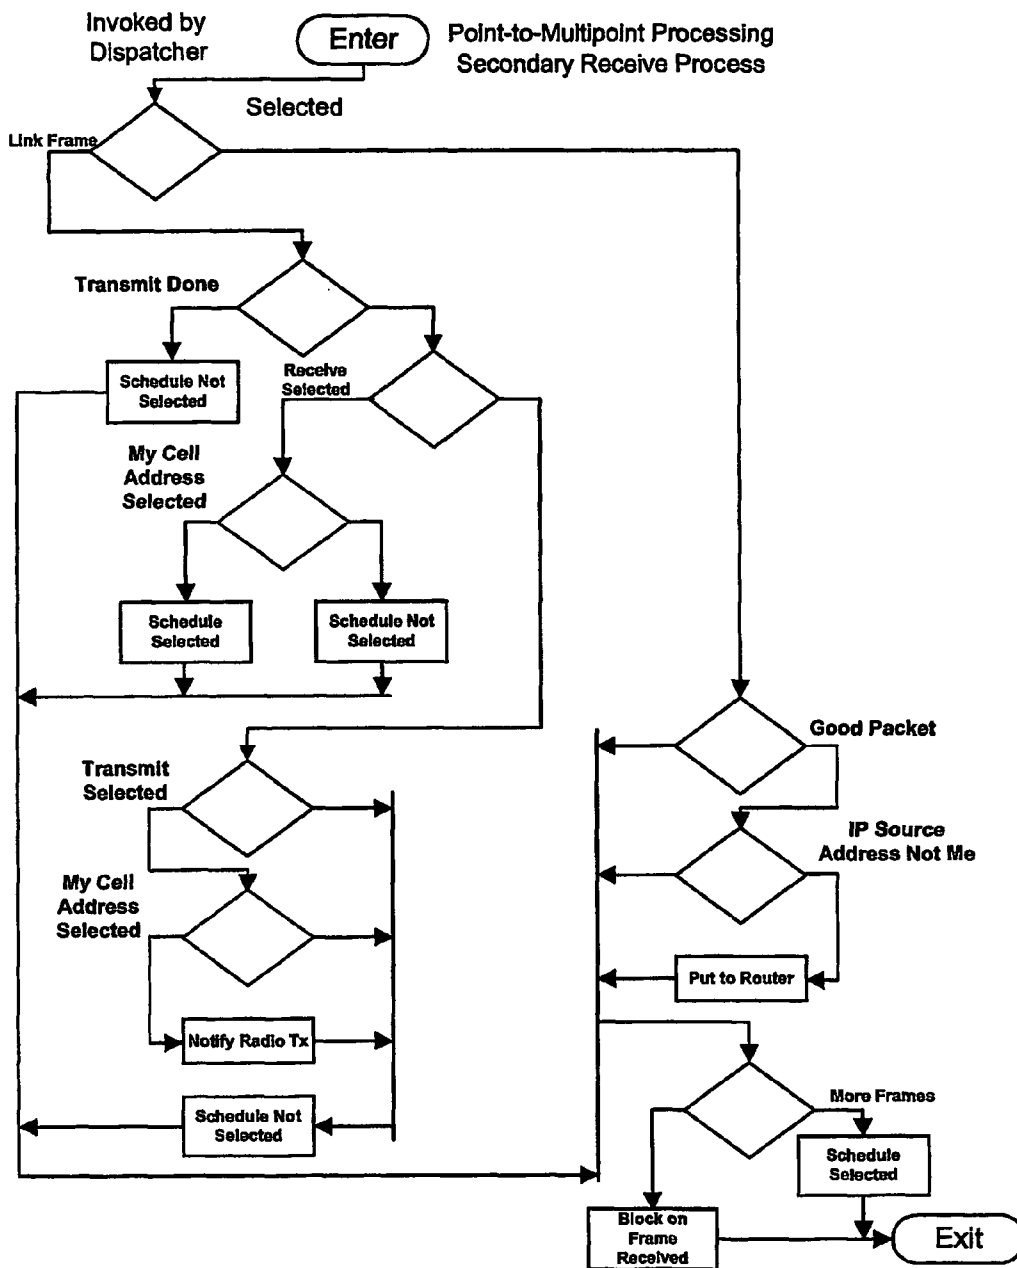 Invoked by
Dispatcher
Enter
Point-to-Multipoint Processing
Secondary Receive Process
Selected
Link Frame
Transmit Done
Schedule Not
Selected
Receive
Selected
My Cell
Address
Selected
Schedule
Selected
Schedule Not
Selected
Good Packet
Transmit
Selected
IP Source
Address Not Me
My Cell
Address
Selected
Put to Router
Notify Radio Tx
More Frames
Schedule Not
Selected
Schedule
Selected
Block on
Frame
Received
Exit